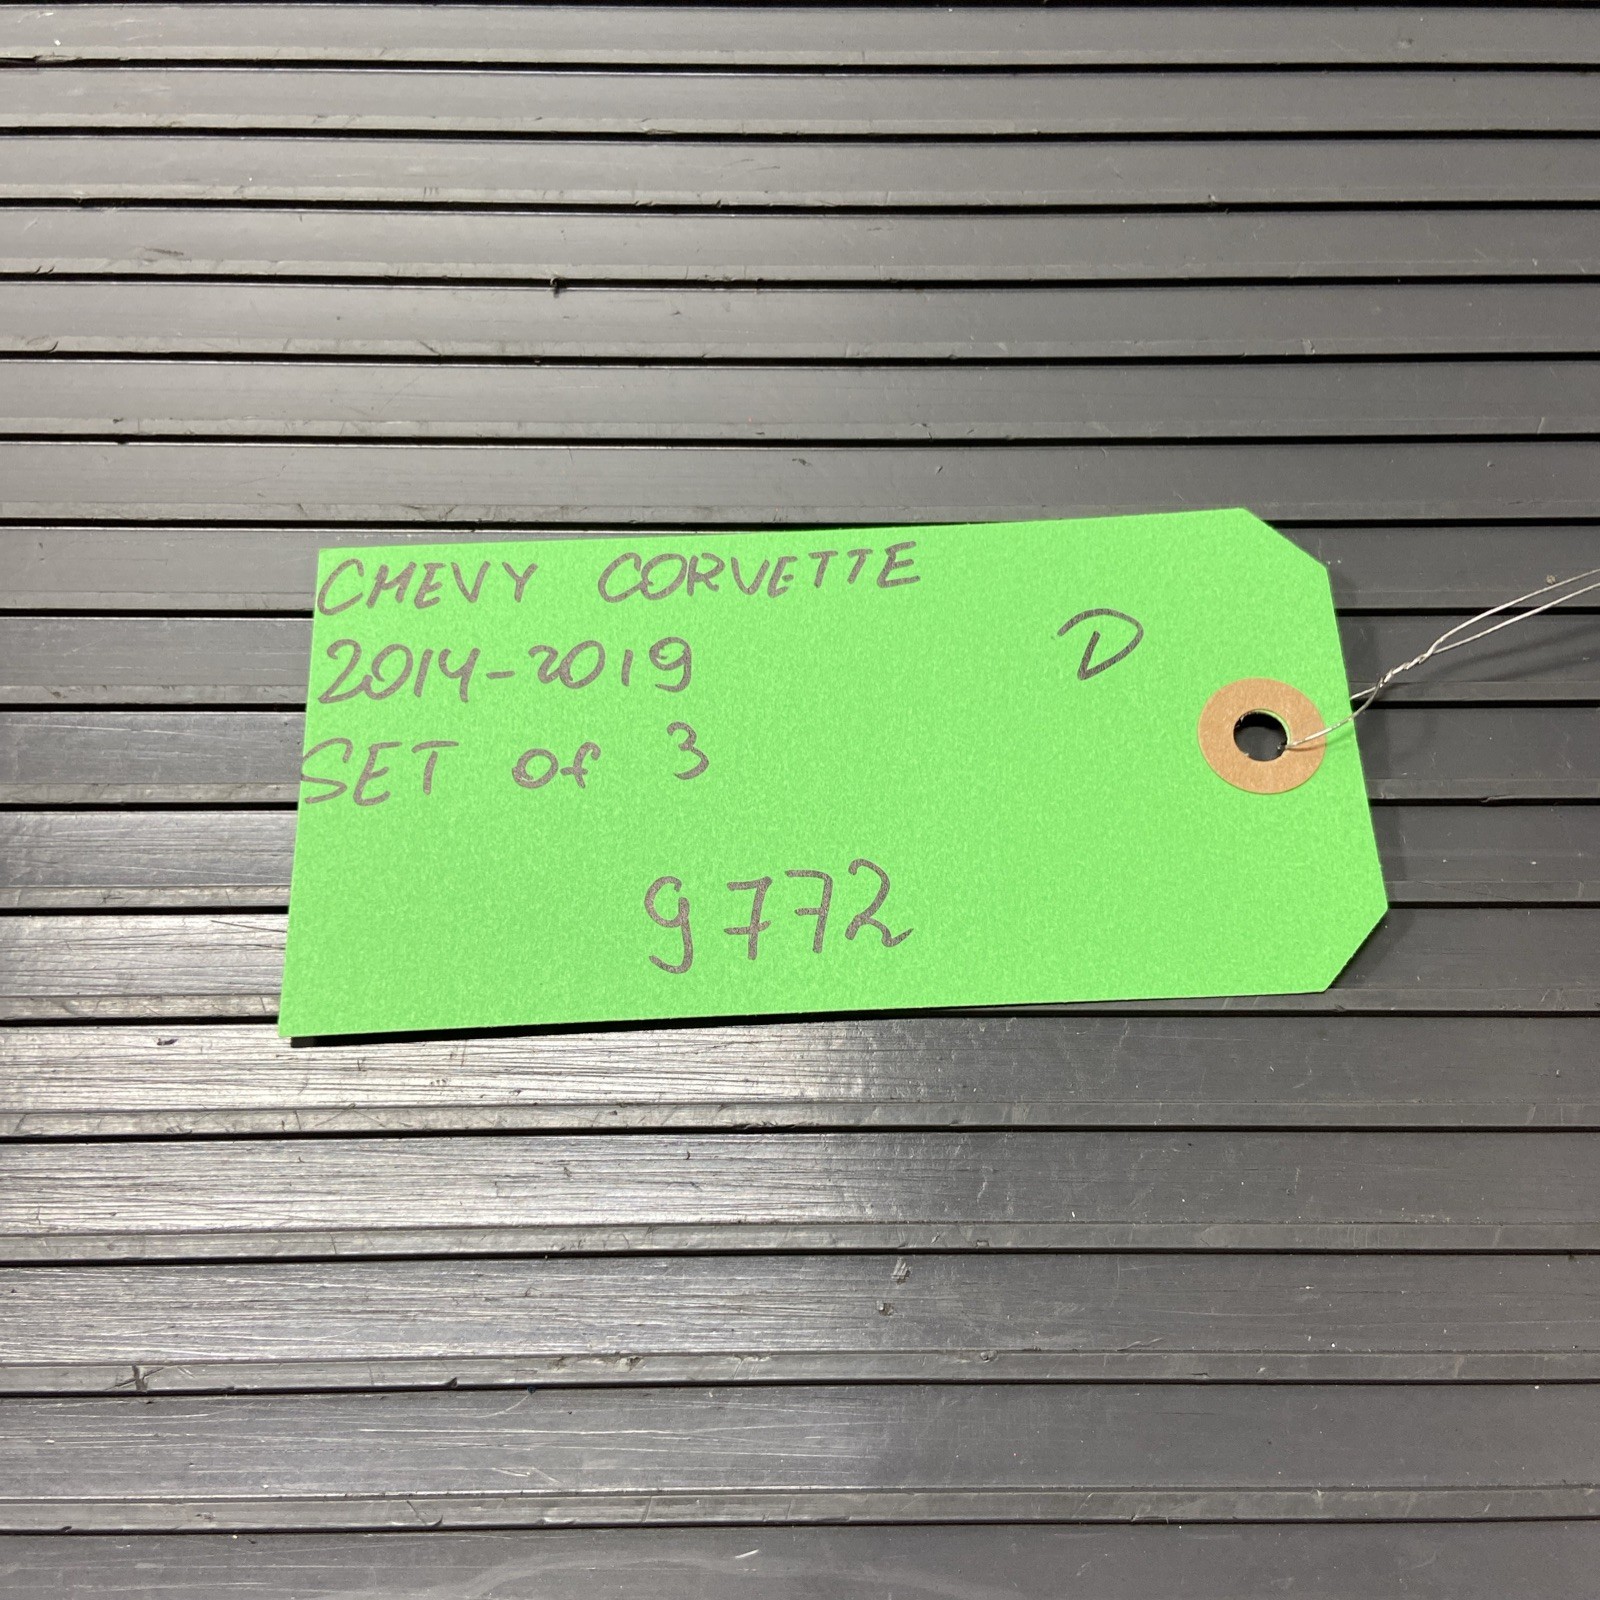 CHEVY CORVETTE
2014-2019
D
SET of 3
9772